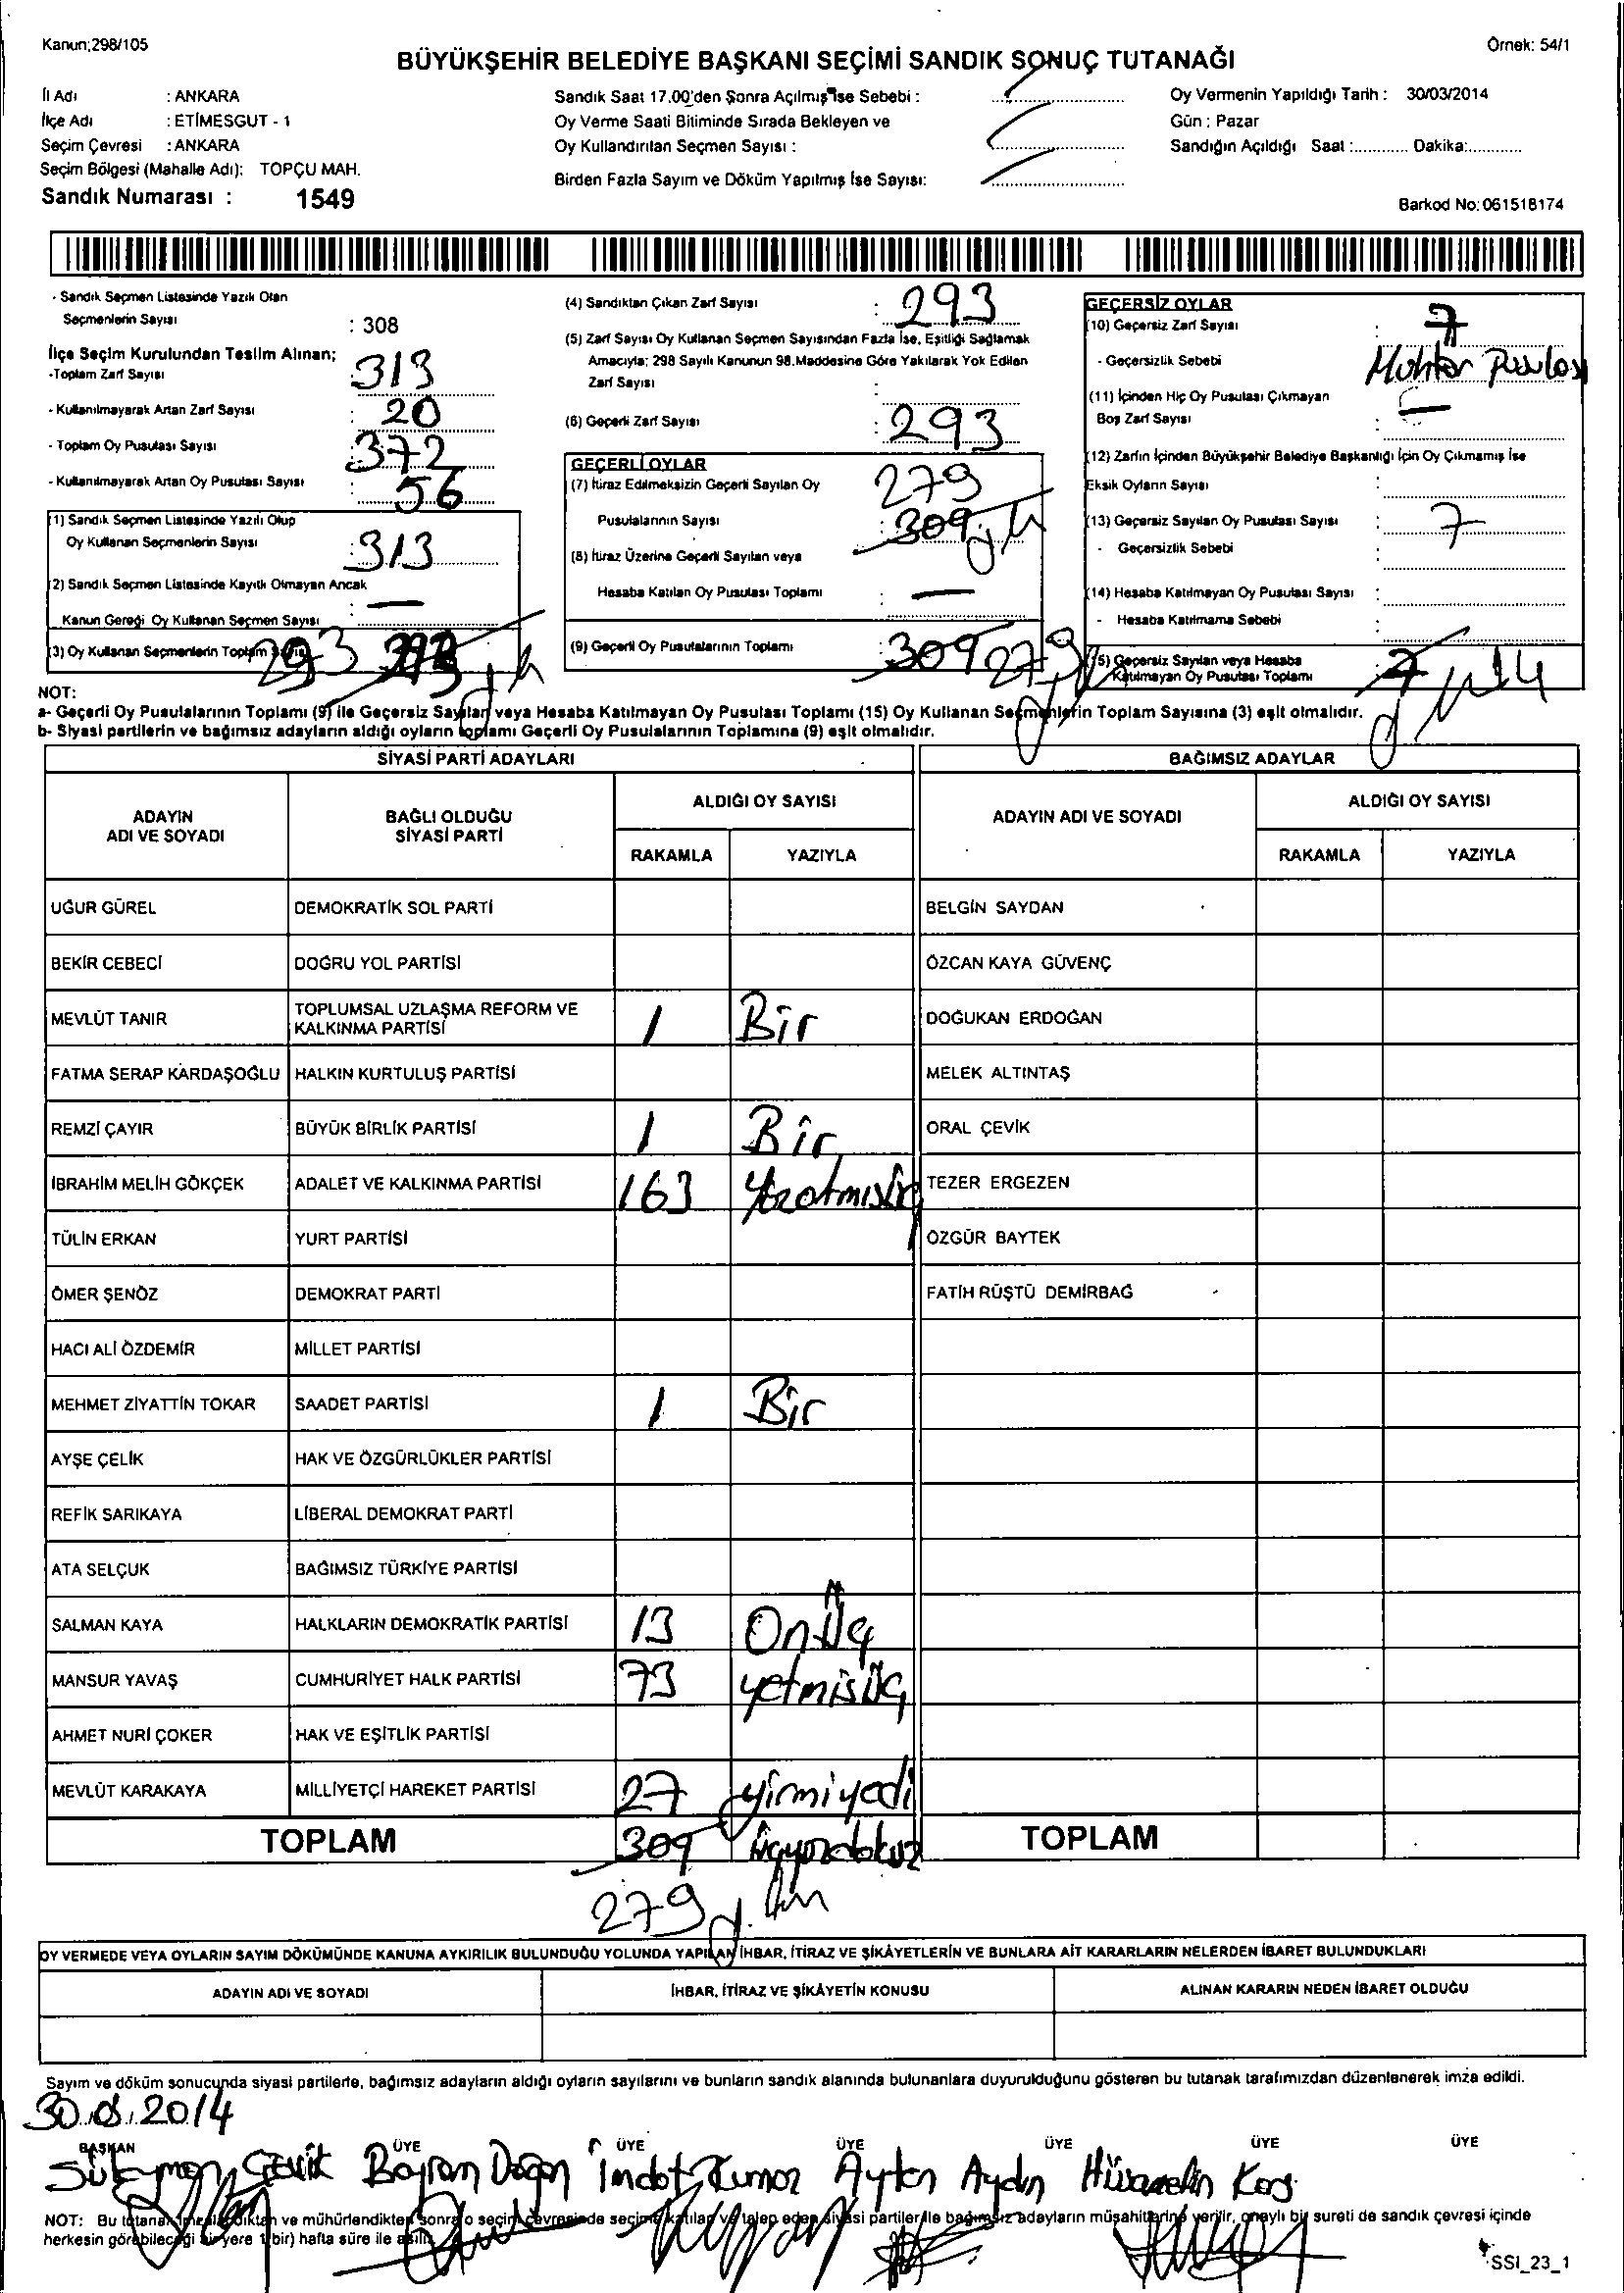 Kanun:298/105
Örnek: 54/1
BÜYÜKŞEHİR BELEDİYE BAŞKANI SEÇİMİ SANDIK SONUÇ TUTANAĞI
İl Adı : ANKARA
İlçe Adı : ETİMESGUT - 1
Seçim Çevresi : ANKARA
Seçim Bölgesi (Mahalle Adı): TOPÇU MAH.
Sandık Numarası : 1549
Sandık Saat 17.00'den Sonra Açılmış İse Sebebi :
Oy Verme Saati Bitiminde Sırada Bekleyen ve
Oy Kullandırılan Seçmen Sayısı :
Birden Fazla Sayım ve Döküm Yapılmış İse Sayısı:
Oy Vermenin Yapıldığı Tarih : 30/03/2014
Gün : Pazar
Sandığın Açıldığı Saat :............ Dakika:............
Barkod No:061518174
- Sandık Seçmen Listesinde Yazılı Olan
Seçmenlerin Sayısı : 308
İlçe Seçim Kurulundan Teslim Alınan;
-Toplam Zarf Sayısı : 313
- Kullanılmayarak Artan Zarf Sayısı : 20
- Toplam Oy Pusulası Sayısı : 372
- Kullanılmayarak Artan Oy Pusulası Sayısı : 56
(1) Sandık Seçmen Listesinde Yazılı Olup
Oy Kullanan Seçmenlerin Sayısı : 313
(2) Sandık Seçmen Listesinde Kayıtlı Olmayan Ancak
Kanun Gereği Oy Kullanan Seçmen Sayısı : —
(3) Oy Kullanan Seçmenlerin Toplam Sayısı 293
(4) Sandıktan Çıkan Zarf Sayısı : 293
(5) Zarf Sayısı Oy Kullanan Seçmen Sayısından Fazla İse, Eşitliği Sağlamak
Amacıyla; 298 Sayılı Kanunun 98.Maddesine Göre Yakılarak Yok Edilen
Zarf Sayısı :
(6) Geçerli Zarf Sayısı : 293
GEÇERLİ OYLAR
(7) İtiraz Edilmeksizin Geçerli Sayılan Oy 279
Pusulalarının Sayısı : 309
(8) İtiraz Üzerine Geçerli Sayılan veya
Hesaba Katılan Oy Pusulası Toplamı : —
(9) Geçerli Oy Pusulalarının Toplamı : 309 279
GEÇERSİZ OYLAR
(10) Geçersiz Zarf Sayısı : 7
- Geçersizlik Sebebi : Muhtar Pusulası
(11) İçinden Hiç Oy Pusulası Çıkmayan
Boş Zarf Sayısı : —
(12) Zarfın İçinden Büyükşehir Belediye Başkanlığı İçin Oy Çıkmamış İse
Eksik Oyların Sayısı :
(13) Geçersiz Sayılan Oy Pusulası Sayısı : 7
- Geçersizlik Sebebi :
(14) Hesaba Katılmayan Oy Pusulası Sayısı :
- Hesaba Katılmama Sebebi :
(15) Geçersiz Sayılan veya Hesaba
Katılmayan Oy Pusulası Toplamı : 7 14
NOT:
a- Geçerli Oy Pusulalarının Toplamı (9) ile Geçersiz Sayılan veya Hesaba Katılmayan Oy Pusulası Toplamı (15) Oy Kullanan Seçmenlerin Toplam Sayısına (3) eşit olmalıdır.
b- Siyasi partilerin ve bağımsız adayların aldığı oyların toplamı Geçerli Oy Pusulalarının Toplamına (9) eşit olmalıdır.
SİYASİ PARTİ ADAYLARI
BAĞIMSIZ ADAYLAR
ADAYIN ADI VE SOYADI
BAĞLI OLDUĞU SİYASİ PARTİ
ALDIĞI OY SAYISI
RAKAMLA YAZIYLA
ADAYIN ADI VE SOYADI
ALDIĞI OY SAYISI
RAKAMLA YAZIYLA
UĞUR GÜREL DEMOKRATİK SOL PARTİ BELGİN SAYDAN
BEKİR CEBECİ DOĞRU YOL PARTİSİ ÖZCAN KAYA GÜVENÇ
MEVLÜT TANIR TOPLUMSAL UZLAŞMA REFORM VE KALKINMA PARTİSİ 1 Bir DOĞUKAN ERDOĞAN
FATMA SERAP KARDAŞOĞLU HALKIN KURTULUŞ PARTİSİ MELEK ALTINTAŞ
REMZİ ÇAYIR BÜYÜK BİRLİK PARTİSİ 1 Bir ORAL ÇEVİK
İBRAHİM MELİH GÖKÇEK ADALET VE KALKINMA PARTİSİ 163 TEZER ERGEZEN
TÜLİN ERKAN YURT PARTİSİ ÖZGÜR BAYTEK
ÖMER ŞENÖZ DEMOKRAT PARTİ FATİH RÜŞTÜ DEMİRBAĞ
HACI ALİ ÖZDEMİR MİLLET PARTİSİ
MEHMET ZİYATTİN TOKAR SAADET PARTİSİ 1 Bir
AYŞE ÇELİK HAK VE ÖZGÜRLÜKLER PARTİSİ
REFİK SARIKAYA LİBERAL DEMOKRAT PARTİ
ATA SELÇUK BAĞIMSIZ TÜRKİYE PARTİSİ
SALMAN KAYA HALKLARIN DEMOKRATİK PARTİSİ 13 OnÜç
MANSUR YAVAŞ CUMHURİYET HALK PARTİSİ 73 yetmisüç
AHMET NURİ ÇOKER HAK VE EŞİTLİK PARTİSİ
MEVLÜT KARAKAYA MİLLİYETÇİ HAREKET PARTİSİ 27 yirmiyedi
TOPLAM 309 üçyüzdokuz TOPLAM
279
OY VERMEDE VEYA OYLARIN SAYIM DÖKÜMÜNDE KANUNA AYKIRILIK BULUNDUĞU YOLUNDA YAPILAN İHBAR, İTİRAZ VE ŞİKÂYETLERİN VE BUNLARA AİT KARARLARIN NELERDEN İBARET BULUNDUKLARI
ADAYIN ADI VE SOYADI İHBAR, İTİRAZ VE ŞİKÂYETİN KONUSU ALINAN KARARIN NEDEN İBARET OLDUĞU
Sayım ve döküm sonucunda siyasi partilerle, bağımsız adayların aldığı oyların sayılarını ve bunların sandık alanında bulunanlara duyurulduğunu gösteren bu tutanak tarafımızdan düzenlenerek imza edildi.
BAŞKAN ÜYE ÜYE ÜYE ÜYE ÜYE ÜYE
Süleyman Çevik Bayram Doğan Ayten Aydın
NOT: Bu tutanak ve mühürlendikten sonra o seçim çevresinde seçime katılan ve talep eden siyasi partiler ile bağımsız adayların müşahitlerine verilir, onaylı bir sureti de sandık çevresi içinde
herkesin görebileceği bir yere 1(bir) hafta süre ile asılır.
SSI_23_1